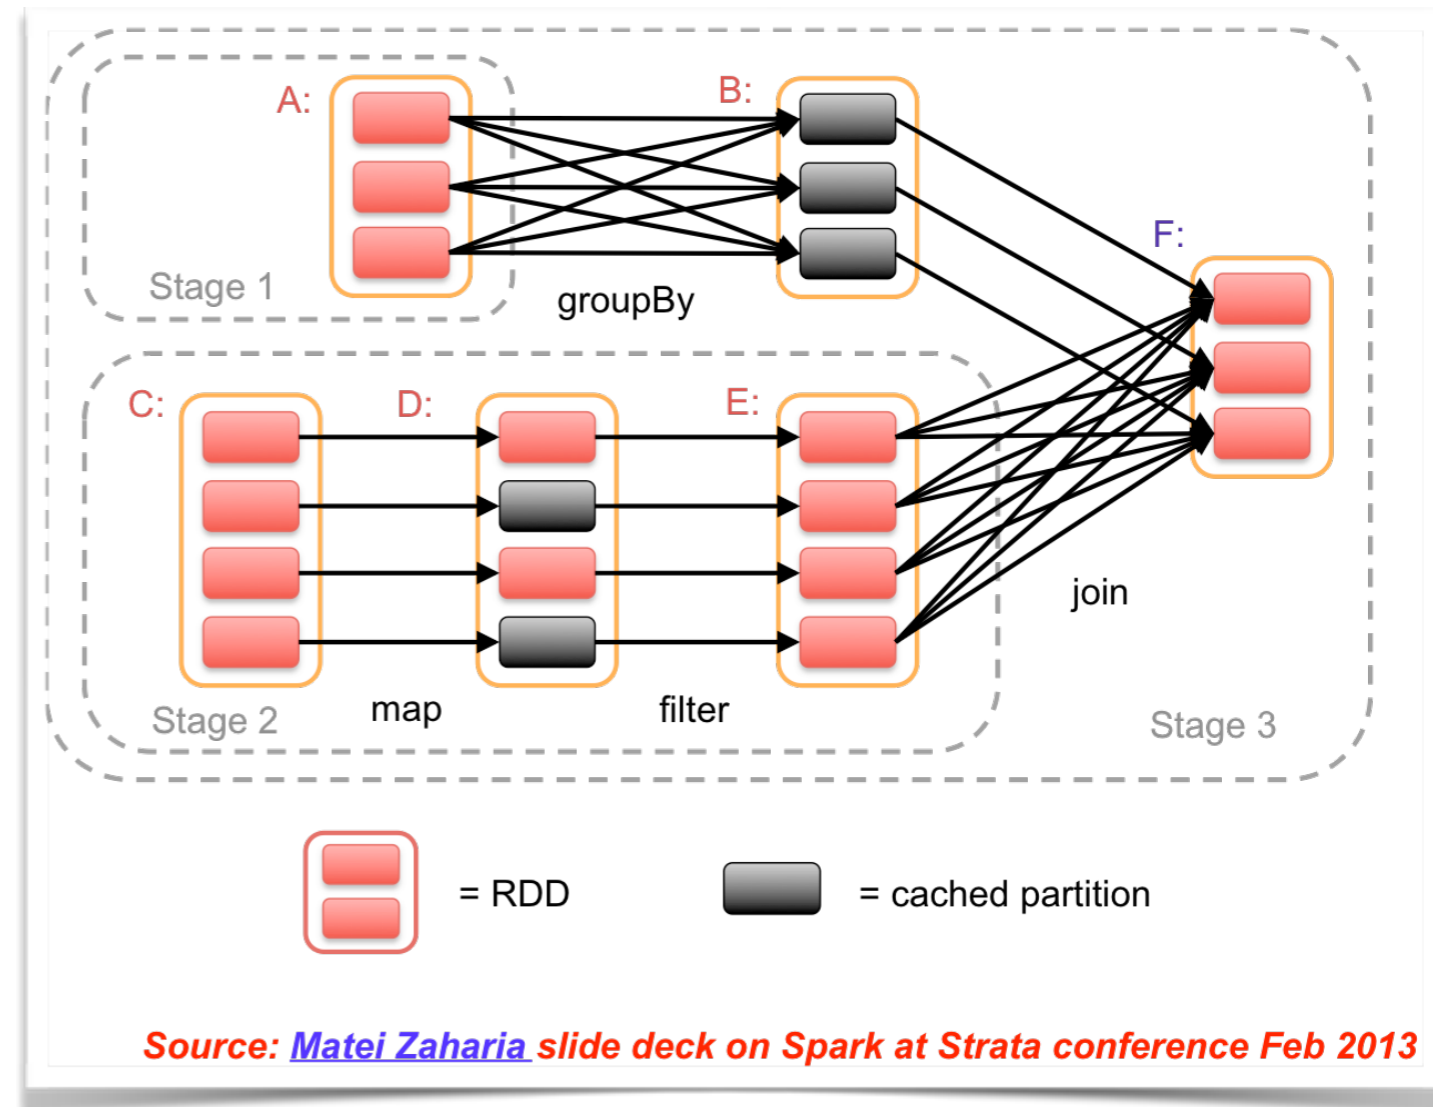 A:
B:
F:
Stage 1
groupBy
C:
D:
E:
join
map
filter
Stage 2
Stage 3
= RDD
= cached partition
Source: Matei Zaharia slide deck on Spark at Strata conference Feb 2013